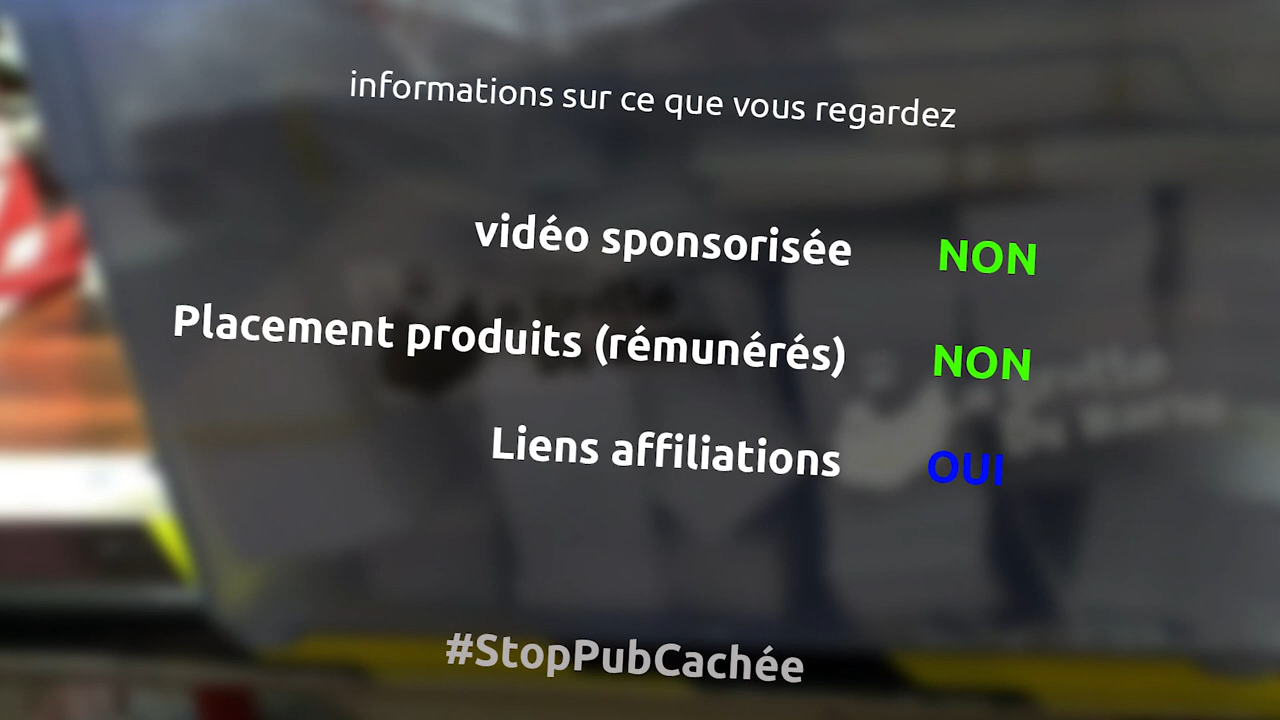 informations sur ce que vous regardez
vidéo sponsorisée NON
Placement produits (rémunérés) NON
Liens affiliations OUI
#StopPubCachée